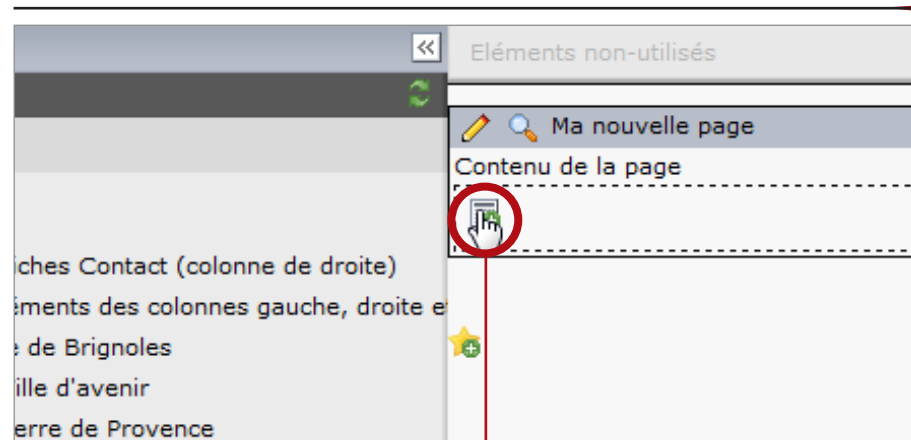 Eléments non-utilisés
Ma nouvelle page
Contenu de la page
iches Contact (colonne de droite)
éments des colonnes gauche, droite e
e de Brignoles
ille d'avenir
erre de Provence